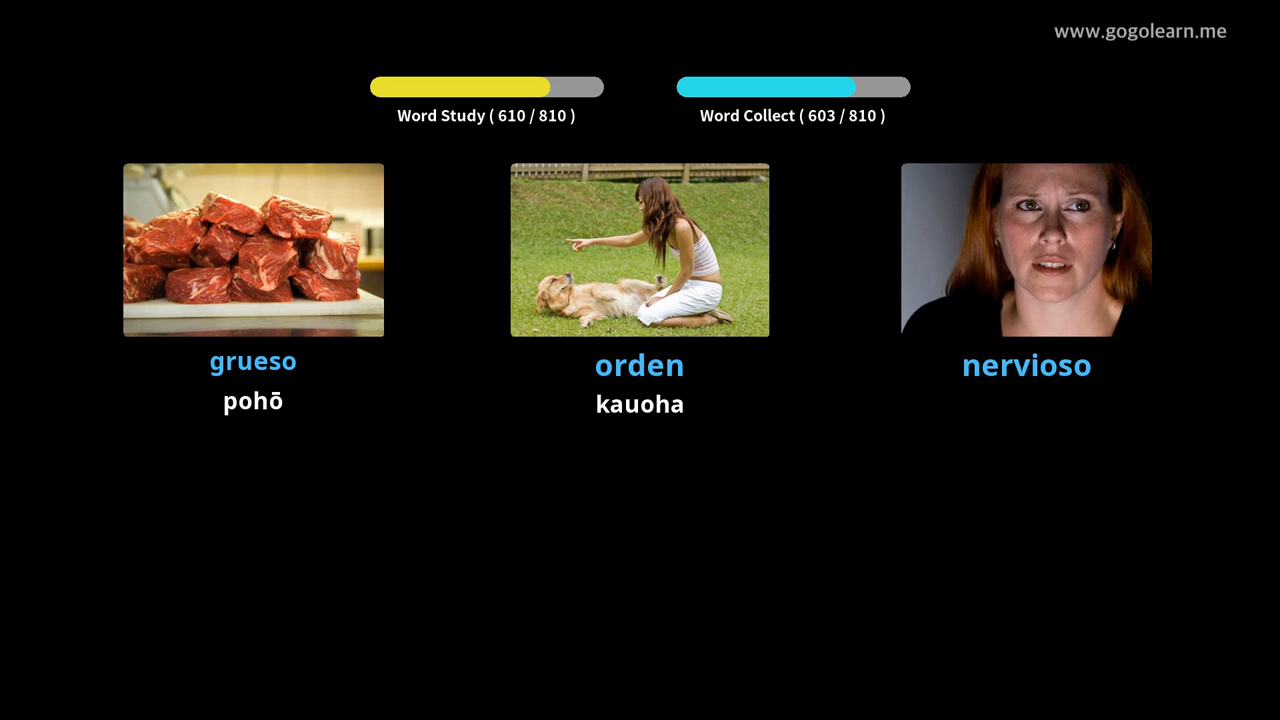 www.gogolearn.me
Word Study ( 610 / 810 )
Word Collect ( 603 / 810 )
grueso
pohō
orden
kauoha
nervioso